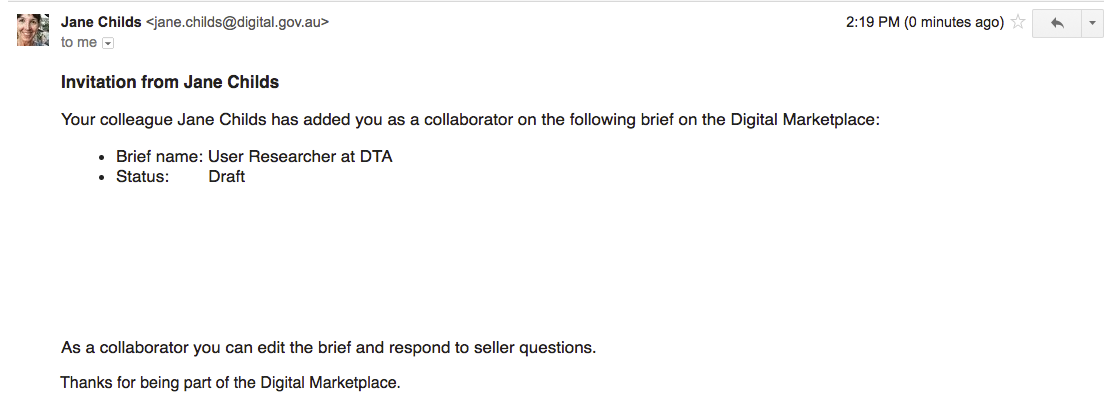 Jane Childs <jane.childs@digital.gov.au> 2:19 PM (0 minutes ago)
to me
Invitation from Jane Childs
Your colleague Jane Childs has added you as a collaborator on the following brief on the Digital Marketplace:
• Brief name: User Researcher at DTA
• Status: Draft
As a collaborator you can edit the brief and respond to seller questions.
Thanks for being part of the Digital Marketplace.